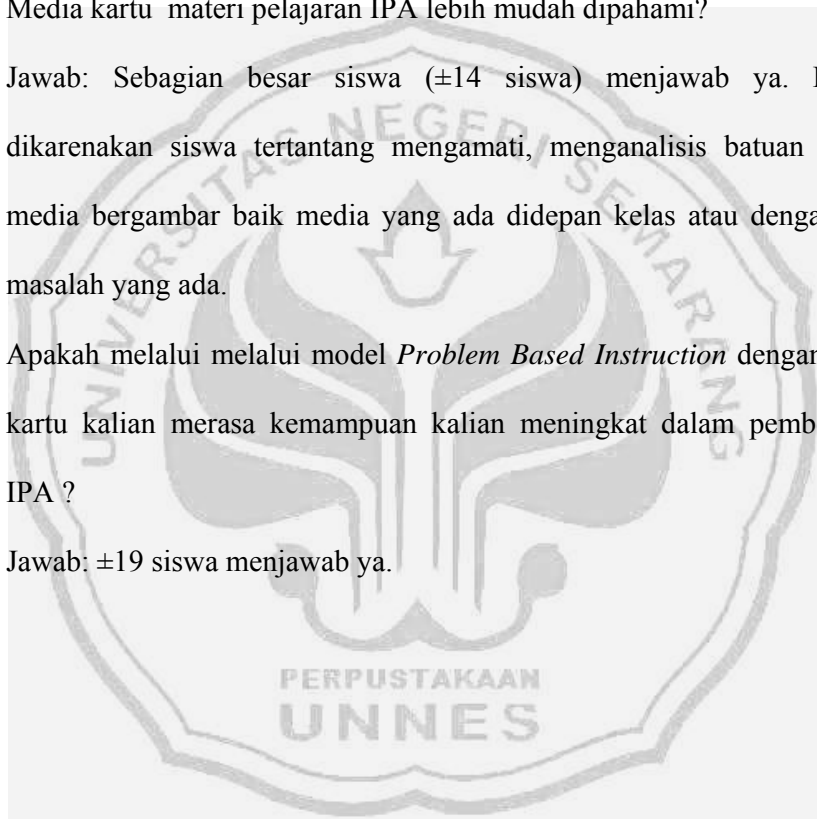 Media kartu materi pelajaran IPA lebih mudah dipahami?
Jawab: Sebagian besar siswa (±14 siswa) menjawab ya.
dikarenakan siswa tertantang mengamati, menganalisis batuan
media bergambar baik media yang ada didepan kelas atau denga
masalah yang ada.
Apakah melalui melalui model Problem Based Instruction dengan
kartu kalian merasa kemampuan kalian meningkat dalam pemb
IPA ?
Jawab: ±19 siswa menjawab ya.
UNIVERSITAS NEGERI SEMARANG
PERPUSTAKAAN
UNNES